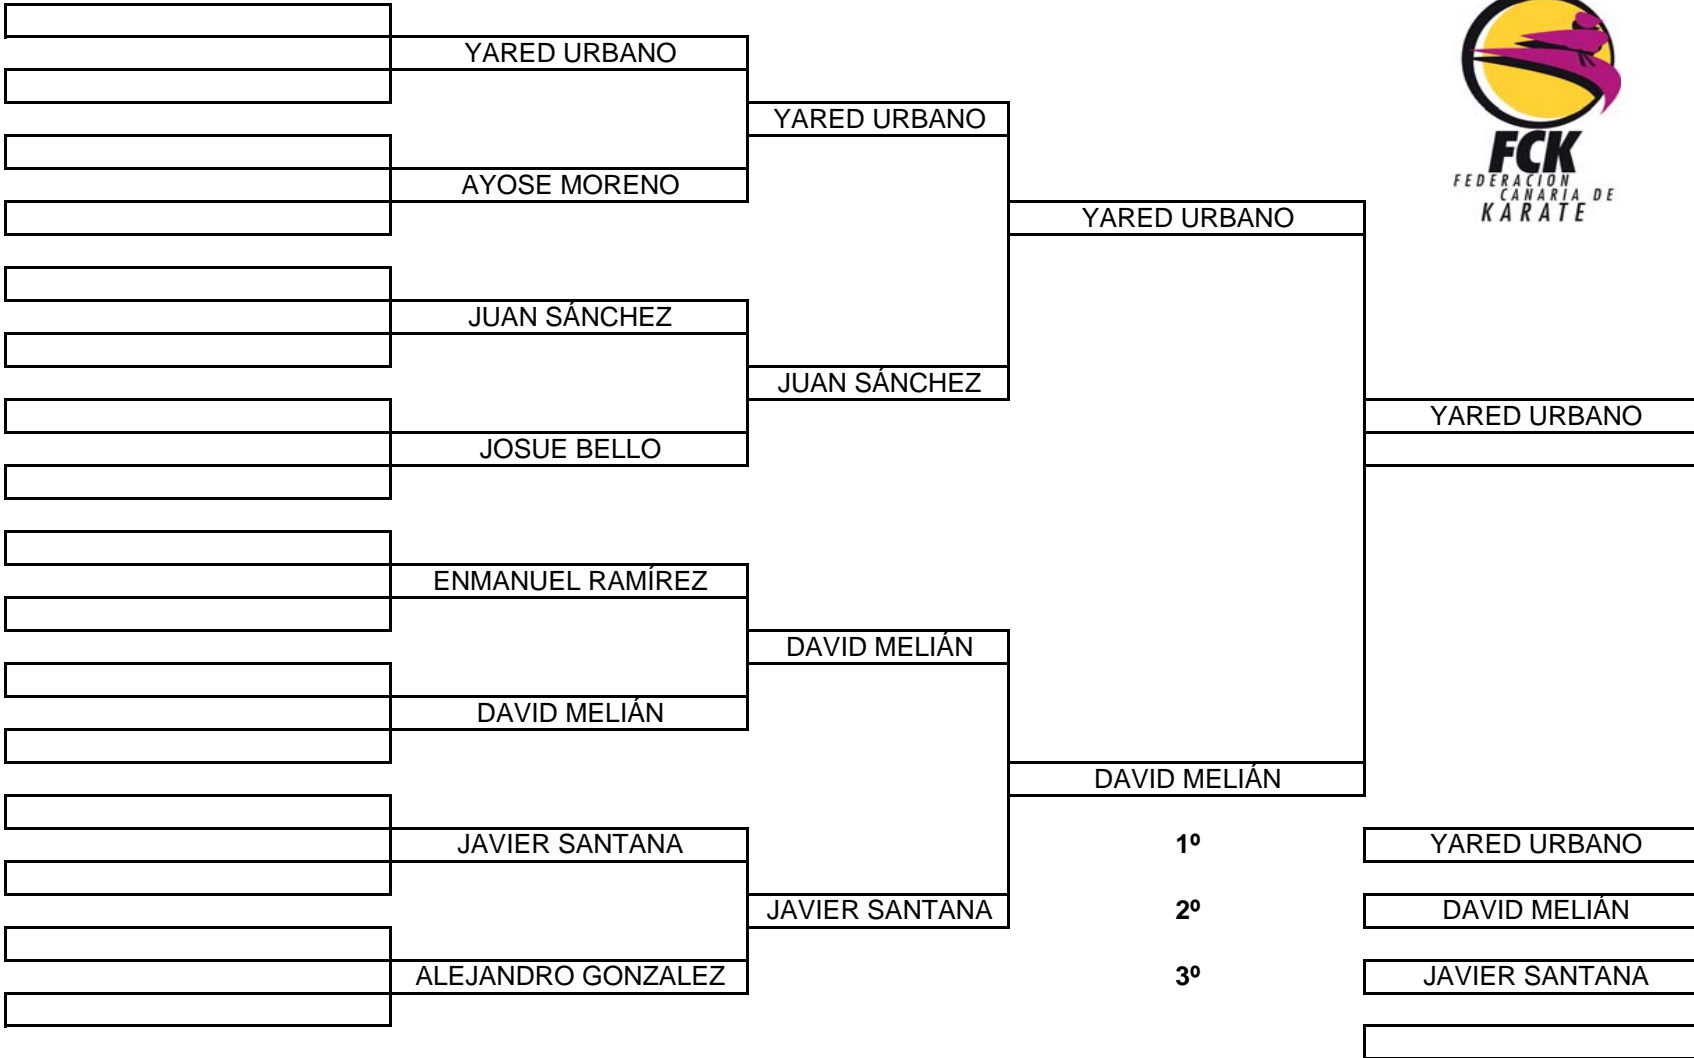 YARED URBANO
YARED URBANO
FCK
FEDERACIÓN
CANARIA DE
KARATE
AYOSE MORENO
YARED URBANO
JUAN SÁNCHEZ
JUAN SÁNCHEZ
YARED URBANO
JOSUE BELLO
ENMANUEL RAMÍREZ
DAVID MELIÁN
DAVID MELIÁN
DAVID MELIÁN
JAVIER SANTANA 1º YARED URBANO
JAVIER SANTANA 2º DAVID MELIÁN
ALEJANDRO GONZALEZ 3º JAVIER SANTANA